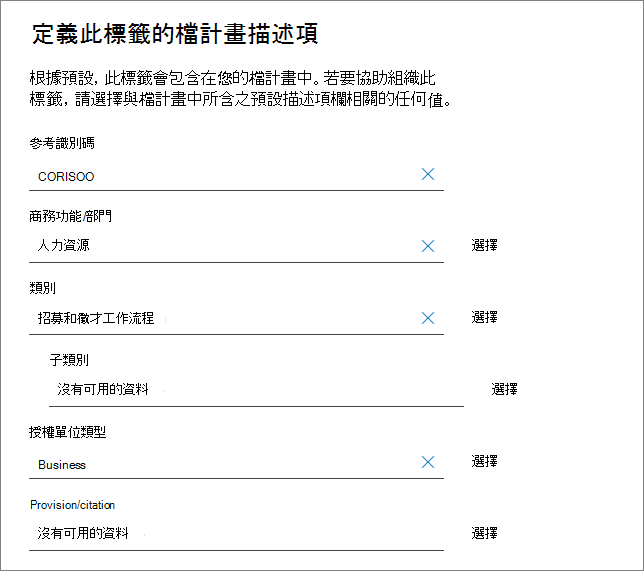 定義此標籤的檔計畫描述項
根據預設, 此標籤會包含在您的檔計畫中。若要協助組織此
標籤, 請選擇與檔計畫中所含之預設描述項欄相關的任何值。
參考識別碼
CORISOO
商務功能/部門
人力資源 選擇
類別
招募和徵才工作流程 選擇
子類別
沒有可用的資料 選擇
授權單位類型
Business 選擇
Provision/citation
沒有可用的資料 選擇